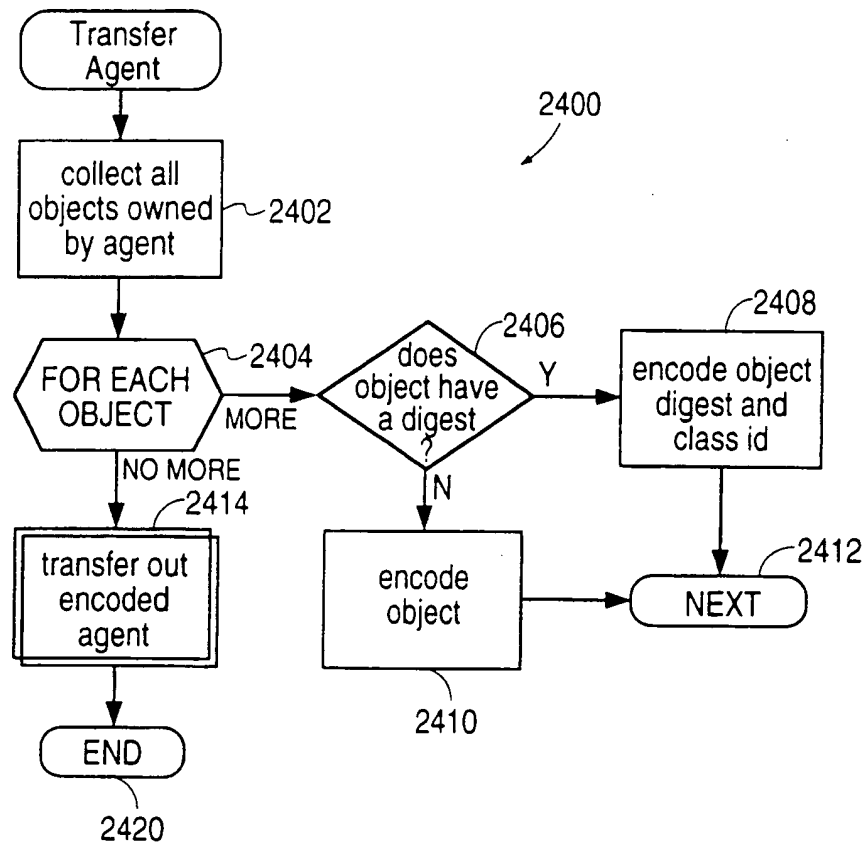 Transfer
Agent
2400
collect all
objects owned
by agent
2402
FOR EACH
OBJECT
2404
MORE
NO MORE
does
object have
a digest
?
2406
Y
N
encode object
digest and
class id
2408
encode
object
2410
NEXT
2412
transfer out
encoded
agent
2414
END
2420